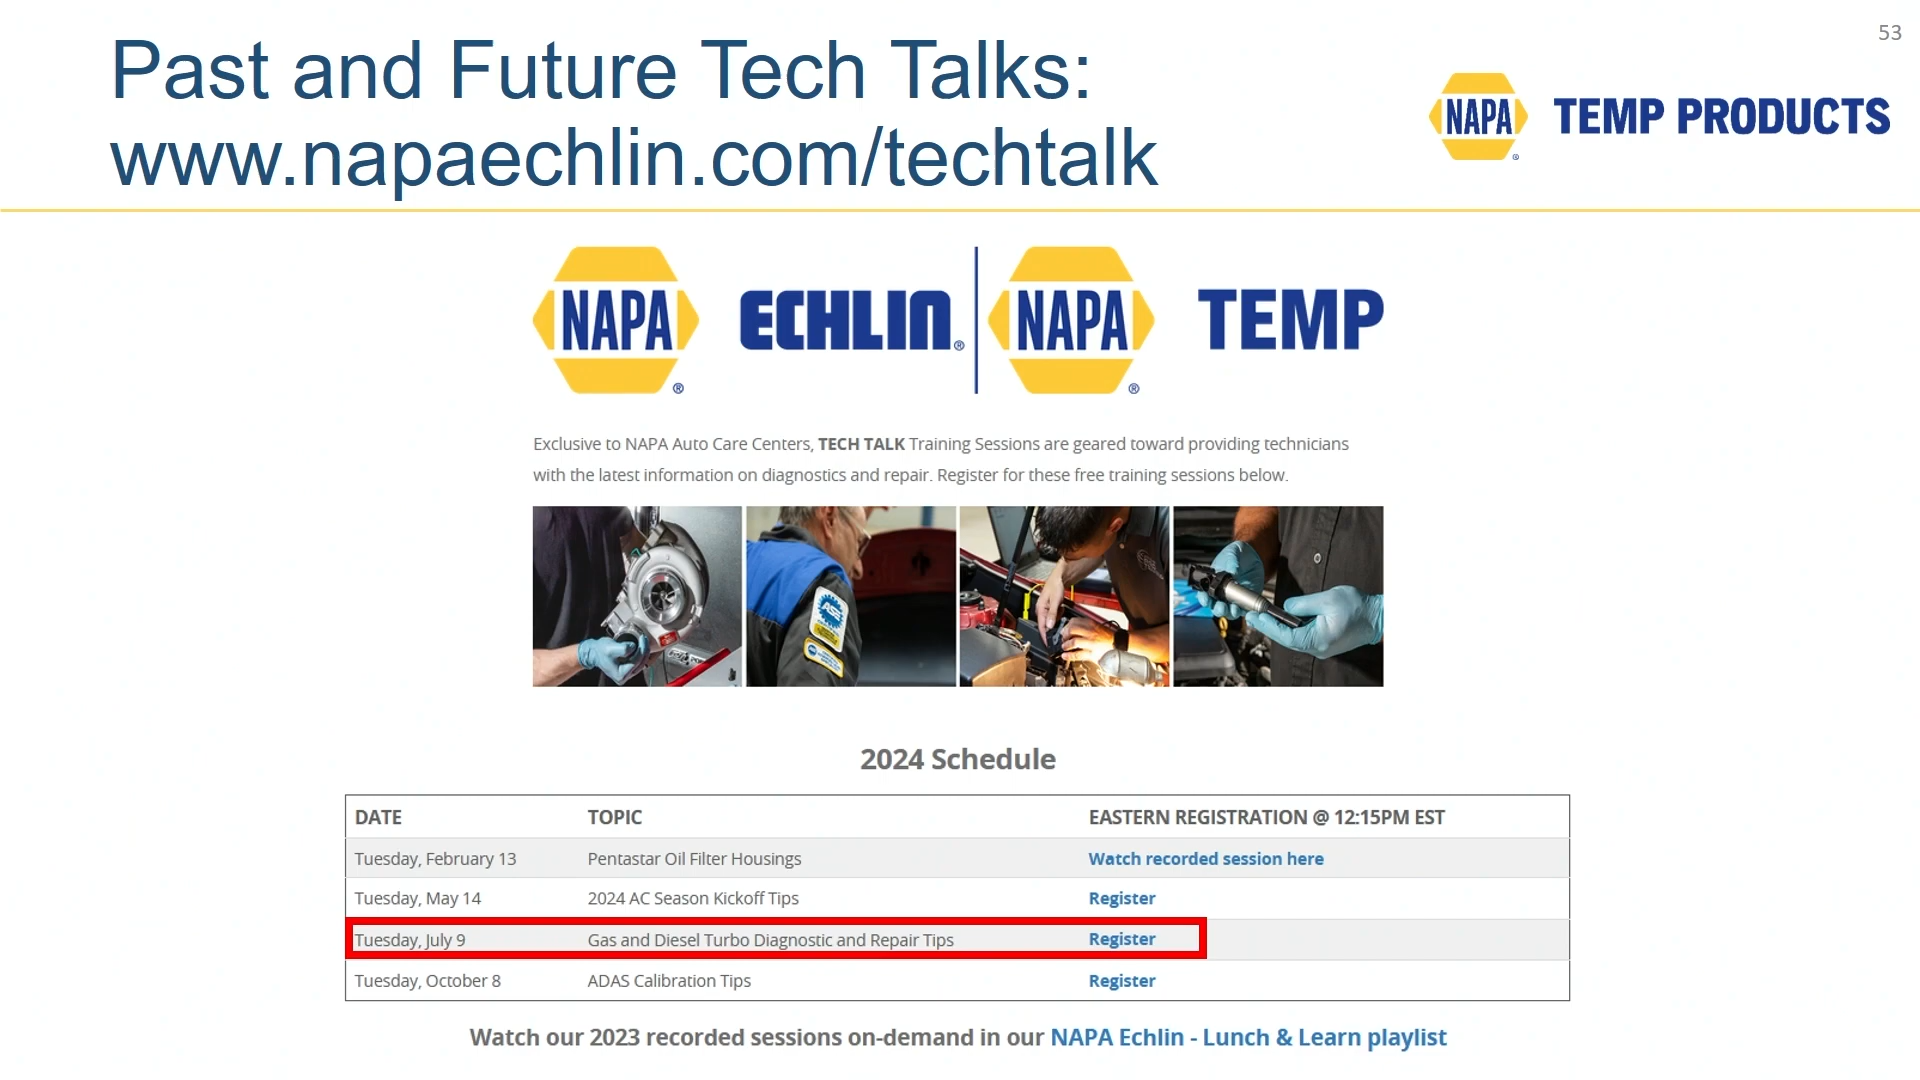 53
Past and Future Tech Talks:
www.napaechlin.com/techtalk
NAPA® TEMP PRODUCTS
NAPA® ECHLIN® NAPA® TEMP
Exclusive to NAPA Auto Care Centers, TECH TALK Training Sessions are geared toward providing technicians
with the latest information on diagnostics and repair. Register for these free training sessions below.
ASE
2024 Schedule
DATE TOPIC EASTERN REGISTRATION @ 12:15PM EST
Tuesday, February 13 Pentastar Oil Filter Housings Watch recorded session here
Tuesday, May 14 2024 AC Season Kickoff Tips Register
Tuesday, July 9 Gas and Diesel Turbo Diagnostic and Repair Tips Register
Tuesday, October 8 ADAS Calibration Tips Register
Watch our 2023 recorded sessions on-demand in our NAPA Echlin - Lunch & Learn playlist